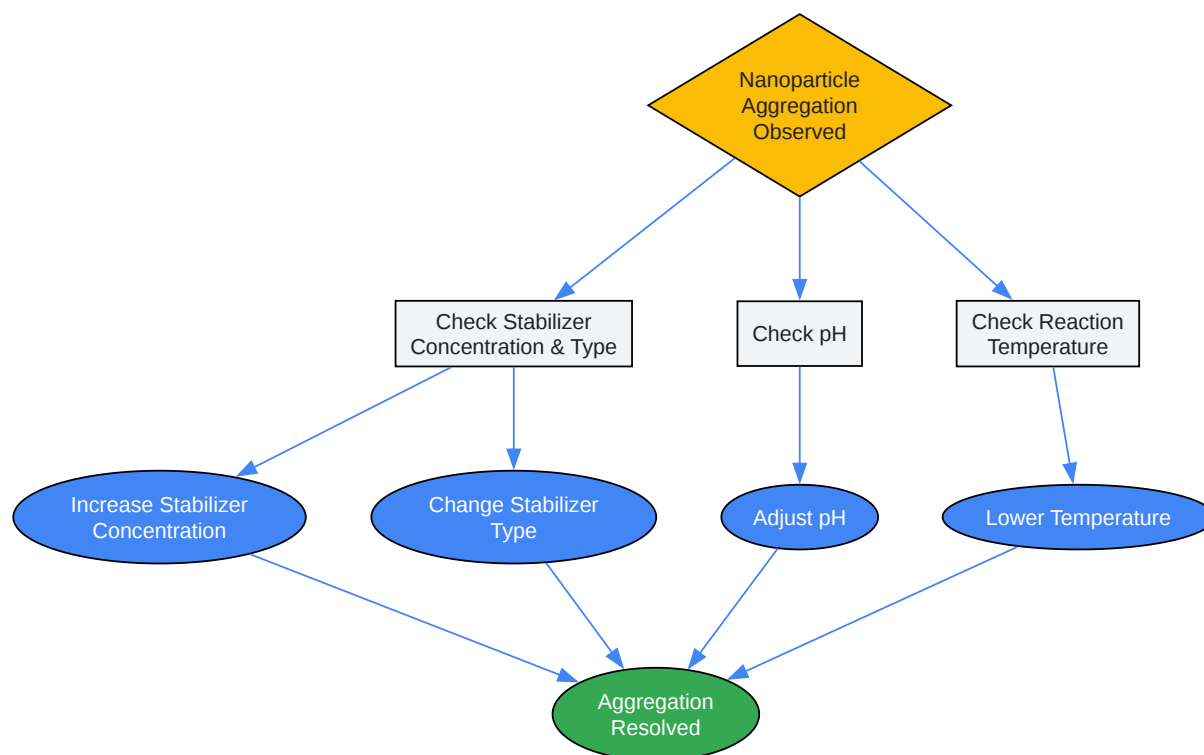 Nanoparticle
Aggregation
Observed
Check Stabilizer
Concentration & Type
Check pH
Check Reaction
Temperature
Increase Stabilizer
Concentration
Change Stabilizer
Type
Adjust pH
Lower Temperature
Aggregation
Resolved